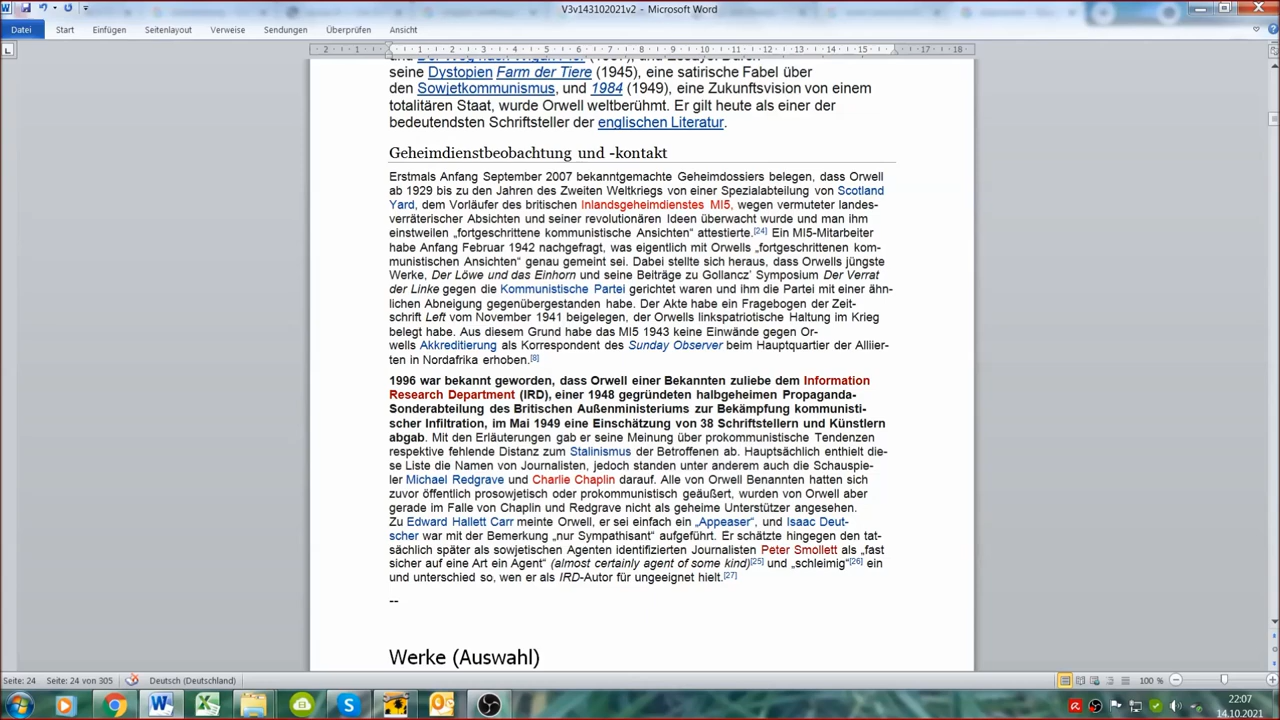 V3v143102021v2 - Microsoft Word
Datei Start Einfügen Seitenlayout Verweise Sendungen Überprüfen Ansicht
2 1 1 2 3 4 5 6 7 8 9 10 11 12 13 14 15 16 17 18
seine Dystopien Farm der Tiere (1945), eine satirische Fabel über
den Sowjetkommunismus, und 1984 (1949), eine Zukunftsvision von einem
totalitären Staat, wurde Orwell weltberühmt. Er gilt heute als einer der
bedeutendsten Schriftsteller der englischen Literatur.
Geheimdienstbeobachtung und -kontakt
Erstmals Anfang September 2007 bekanntgemachte Geheimdossiers belegen, dass Orwell
ab 1929 bis zu den Jahren des Zweiten Weltkriegs von einer Spezialabteilung von Scotland
Yard, dem Vorläufer des britischen Inlandsgeheimdienstes MI5, wegen vermuteter landes-
verräterischer Absichten und seiner revolutionären Ideen überwacht wurde und man ihm
einstweilen „fortgeschrittene kommunistische Ansichten“ attestierte.[24] Ein MI5-Mitarbeiter
habe Anfang Februar 1942 nachgefragt, was eigentlich mit Orwells „fortgeschrittenen kom-
munistischen Ansichten“ genau gemeint sei. Dabei stellte sich heraus, dass Orwells jüngste
Werke, Der Löwe und das Einhorn und seine Beiträge zu Gollancz’ Symposium Der Verrat
der Linke gegen die Kommunistische Partei gerichtet waren und ihm die Partei mit einer ähn-
lichen Abneigung gegenübergestanden habe. Der Akte habe ein Fragebogen der Zeit-
schrift Left vom November 1941 beigelegen, der Orwells linkspatriotische Haltung im Krieg
belegt habe. Aus diesem Grund habe das MI5 1943 keine Einwände gegen Or-
wells Akkreditierung als Korrespondent des Sunday Observer beim Hauptquartier der Alliier-
ten in Nordafrika erhoben.[8]
1996 war bekannt geworden, dass Orwell einer Bekannten zuliebe dem Information
Research Department (IRD), einer 1948 gegründeten halbgeheimen Propaganda-
Sonderabteilung des Britischen Außenministeriums zur Bekämpfung kommunisti-
scher Infiltration, im Mai 1949 eine Einschätzung von 38 Schriftstellern und Künstlern
abgab. Mit den Erläuterungen gab er seine Meinung über prokommunistische Tendenzen
respektive fehlende Distanz zum Stalinismus der Betroffenen ab. Hauptsächlich enthielt die-
se Liste die Namen von Journalisten, jedoch standen unter anderem auch die Schauspie-
ler Michael Redgrave und Charlie Chaplin darauf. Alle von Orwell Benannten hatten sich
zuvor öffentlich prosowjetisch oder prokommunistisch geäußert, wurden von Orwell aber
gerade im Falle von Chaplin und Redgrave nicht als geheime Unterstützer angesehen.
Zu Edward Hallett Carr meinte Orwell, er sei einfach ein „Appeaser“, und Isaac Deut-
scher war mit der Bemerkung „nur Sympathisant“ aufgeführt. Er schätzte hingegen den tat-
sächlich später als sowjetischen Agenten identifizierten Journalisten Peter Smollett als „fast
sicher auf eine Art ein Agent“ (almost certainly agent of some kind)[25] und „schleimig“[26] ein
und unterschied so, wen er als IRD-Autor für ungeeignet hielt.[27]
--
Werke (Auswahl)
Seite: 24 Seite: 24 von 305 Deutsch (Deutschland) 100 %
22:07
14.10.2021